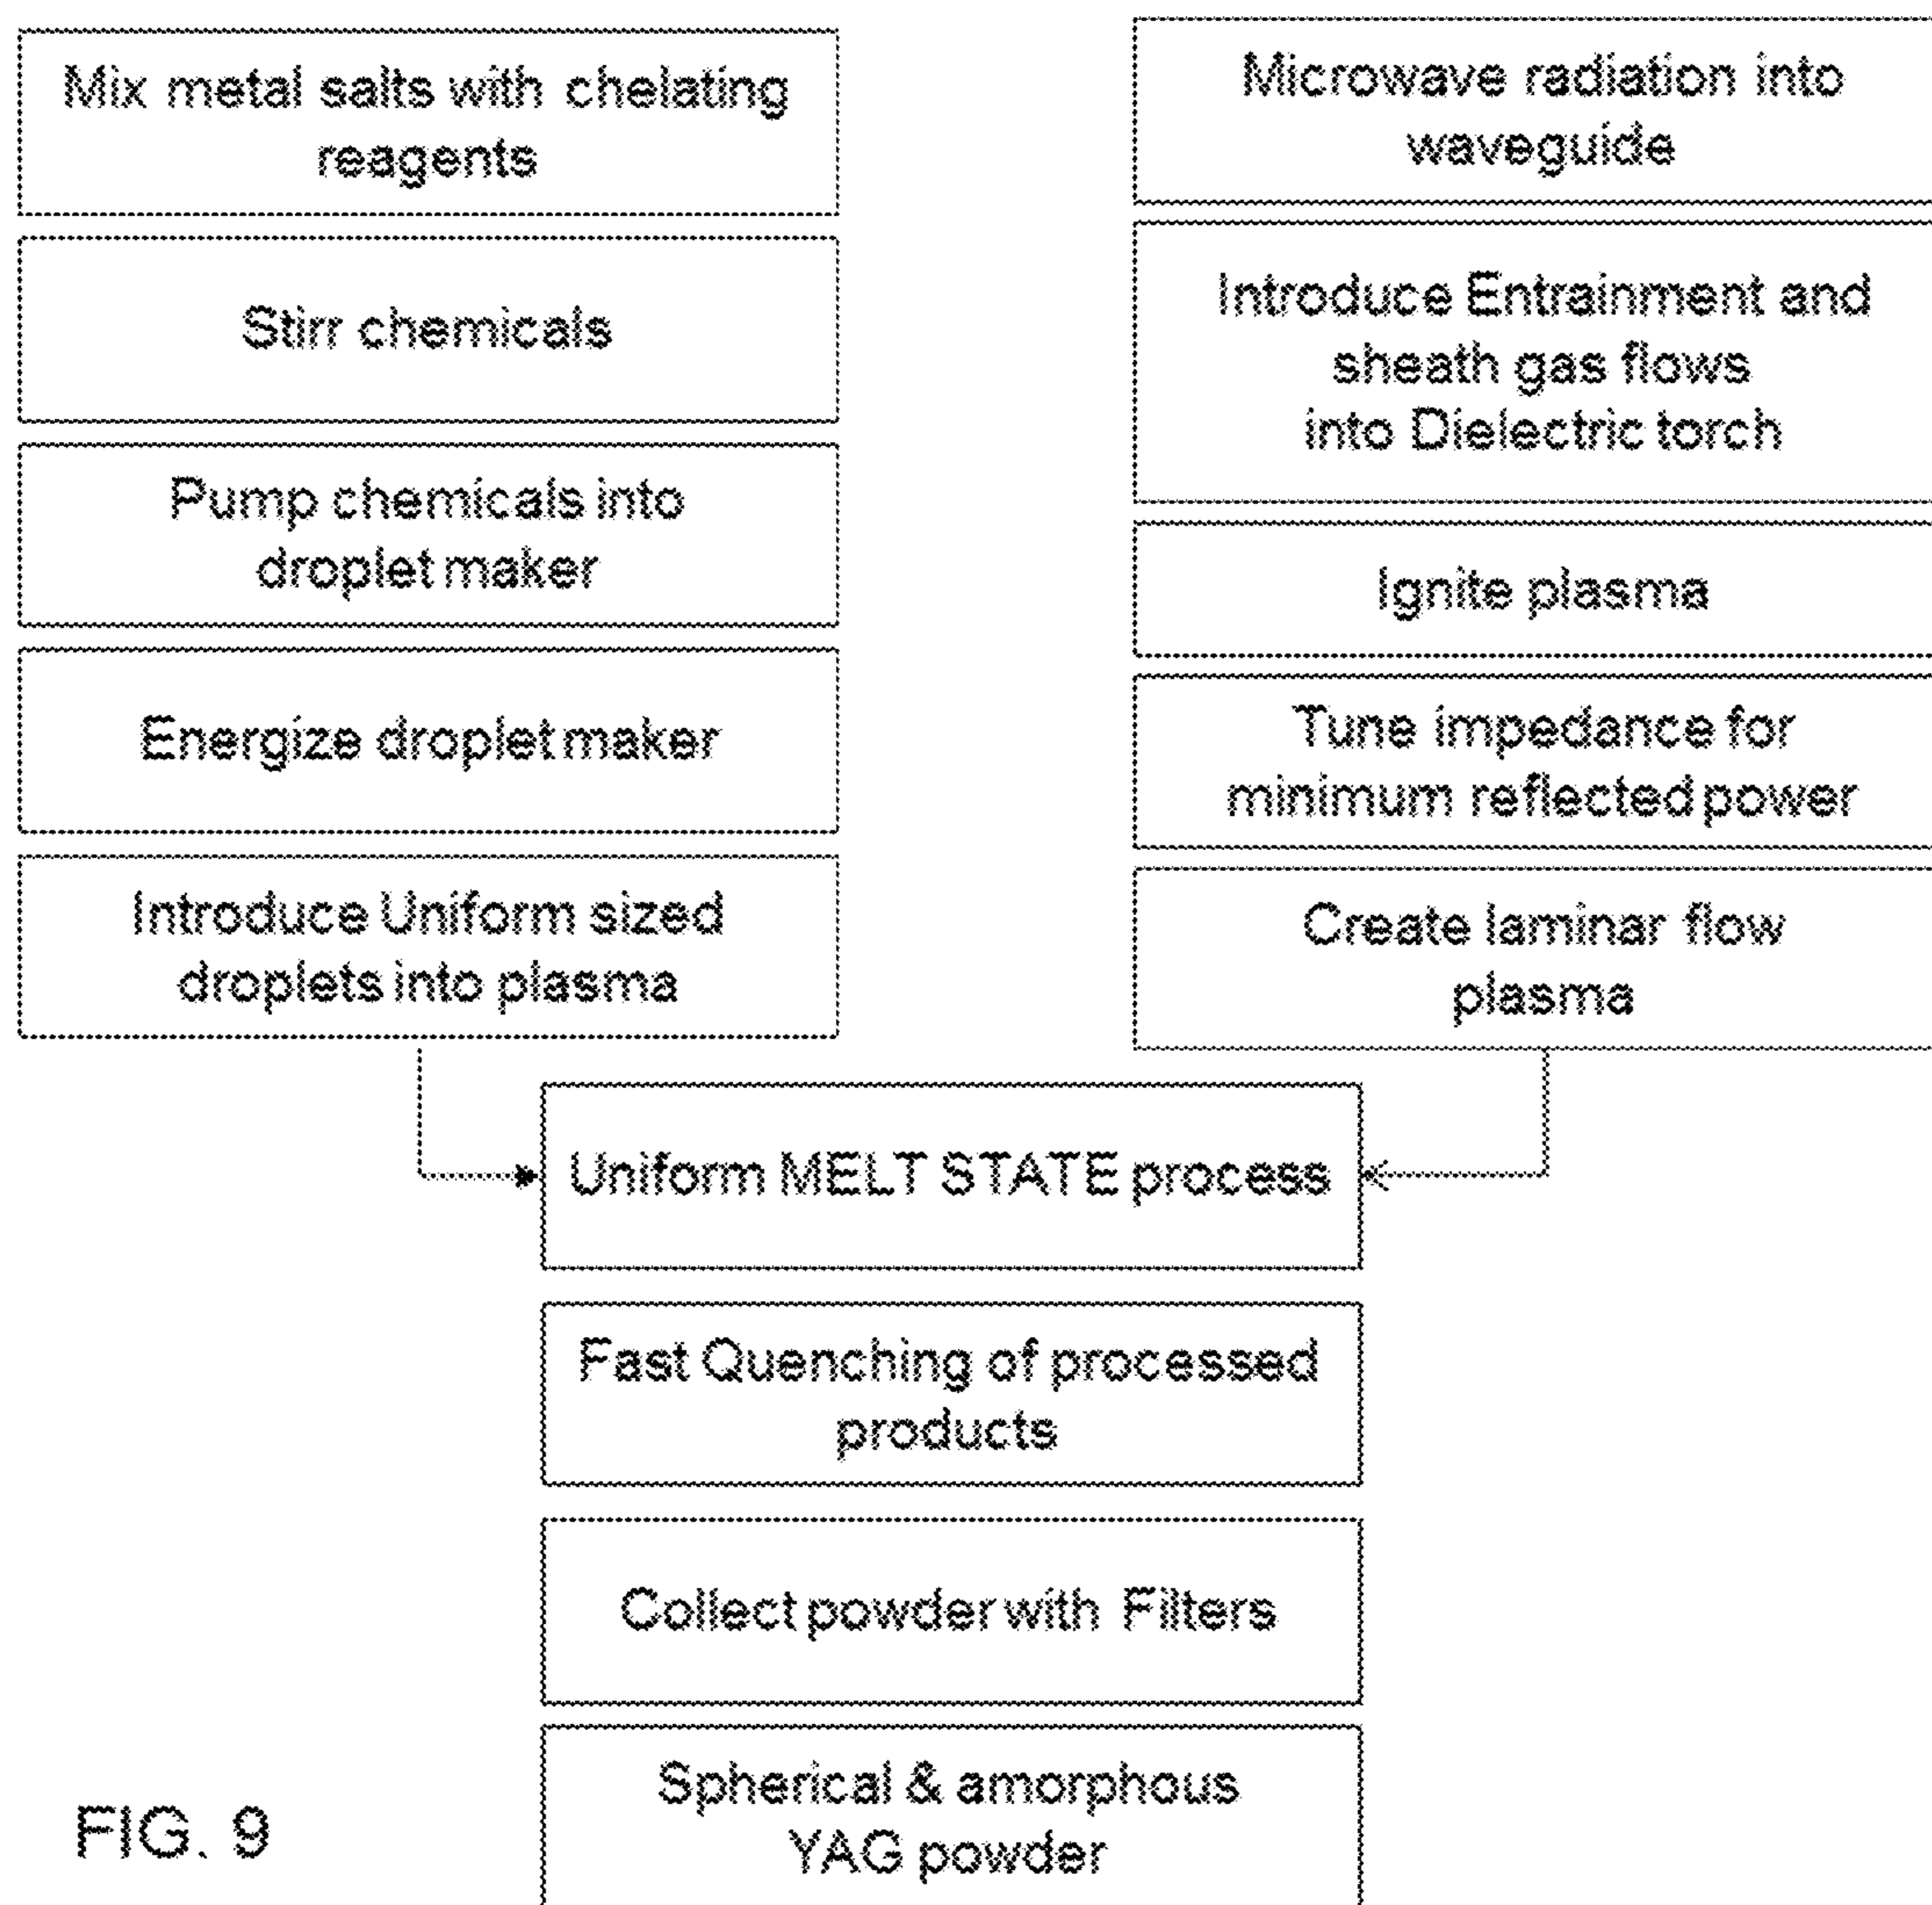 Mix metal salts with chelating
reagents
Stirr chemicals
Pump chemicals into
droplet maker
Energize droplet maker
Introduce Uniform sized
droplets into plasma
Microwave radiation into
waveguide
Introduce Entrainment and
sheath gas flows
into Dielectric torch
Ignite plasma
Tune impedance for
minimum reflected power
Create laminar flow
plasma
Uniform MELT STATE process
Fast Quenching of processed
products
Collect powder with Filters
Spherical & amorphous
YAG powder
FIG. 9